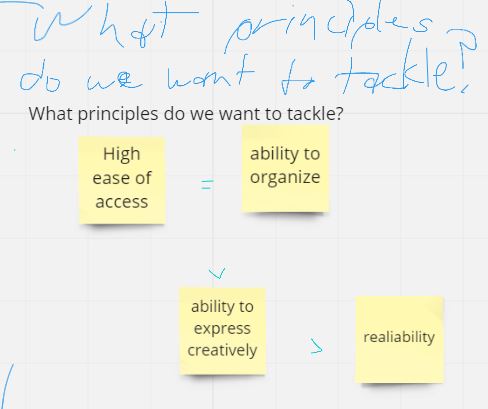 What principles
do we want to tackle?
What principles do we want to tackle?
High
ease of
access
=
ability to
organize
v
ability to
express
creatively
>
realiability